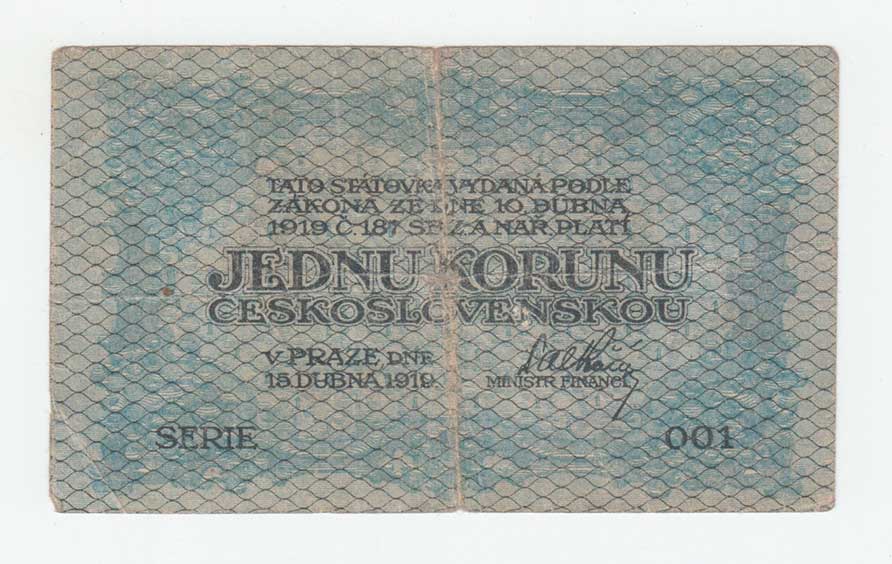 TATO STÁTOVKA VYDANÁ PODLE
ZÁKONA ZE DNE 10. DUBNA
1919 Č. 187 SB. Z. A NAŘ. PLATÍ
JEDNU KORUNU
ČESKOSLOVENSKOU
V PRAZE, DNE
15. DUBNA 1919.
MINISTR FINANCÍ.
SERIE 001